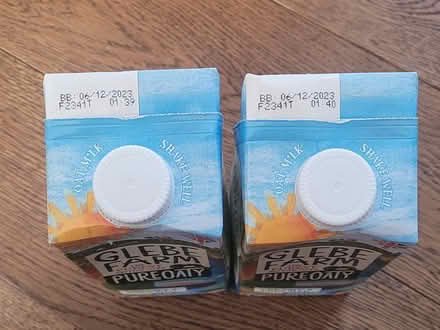 BB: 06/12/2023
F2341T 01:39
OAT MILK
SHAKE WELL
GLEBE
FARM
PUREOATY
BB: 06/12/2023
F2341T 01:40
OAT MILK
SHAKE WELL
GLEBE
FARM
PUREOATY